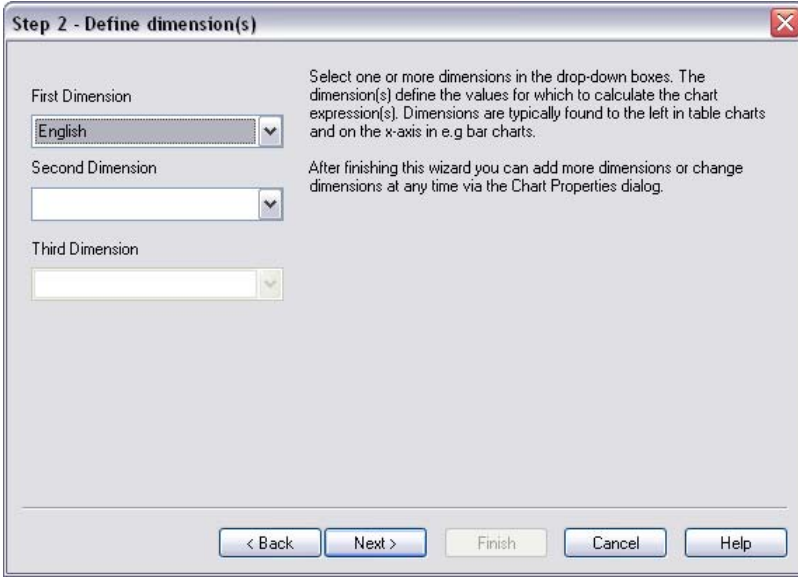 Step 2 - Define dimension(s)
First Dimension
English
Second Dimension
Third Dimension
Select one or more dimensions in the drop-down boxes. The
dimension(s) define the values for which to calculate the chart
expression(s). Dimensions are typically found to the left in table charts
and on the x-axis in e.g bar charts.
After finishing this wizard you can add more dimensions or change
dimensions at any time via the Chart Properties dialog.
< Back
Next >
Finish
Cancel
Help